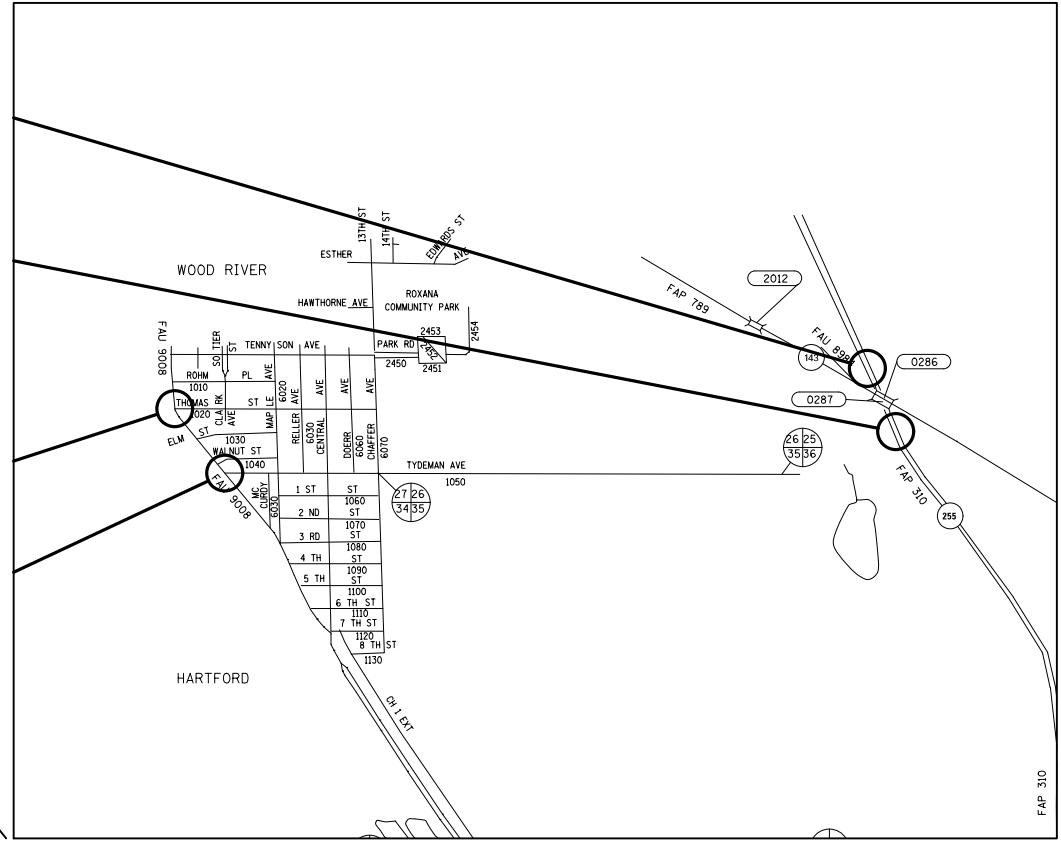 13TH ST
14TH ST
EDWARDS ST
ESTHER AVE
WOOD RIVER
2012
FAP 789
HAWTHORNE AVE
ROXANA
COMMUNITY PARK
2454
2453
2452
2451
PARK RD
2450
FAU 898
143
0286
0287
FAU 9008
SOTIER ST
TENNYSON AVE
ROHM PL
1010
THOMAS ST
1020
CLARK AVE
MAPLE AVE
6020
RELLER AVE
6030
CENTRAL AVE
DOERR AVE
6060
CHAFFER AVE
6070
ELM ST
1030
WALNUT ST
1040
FAU 9008
MC CURDY
6030
TYDEMAN AVE
1050
26 25
35 36
27 26
34 35
FAP 310
255
1 ST ST
1060
2 ND ST
1070
3 RD ST
1080
4 TH ST
1090
5 TH ST
1100
6 TH ST
1110
7 TH ST
1120
8 TH ST
1130
HARTFORD
CH 1 EXT
FAP 310